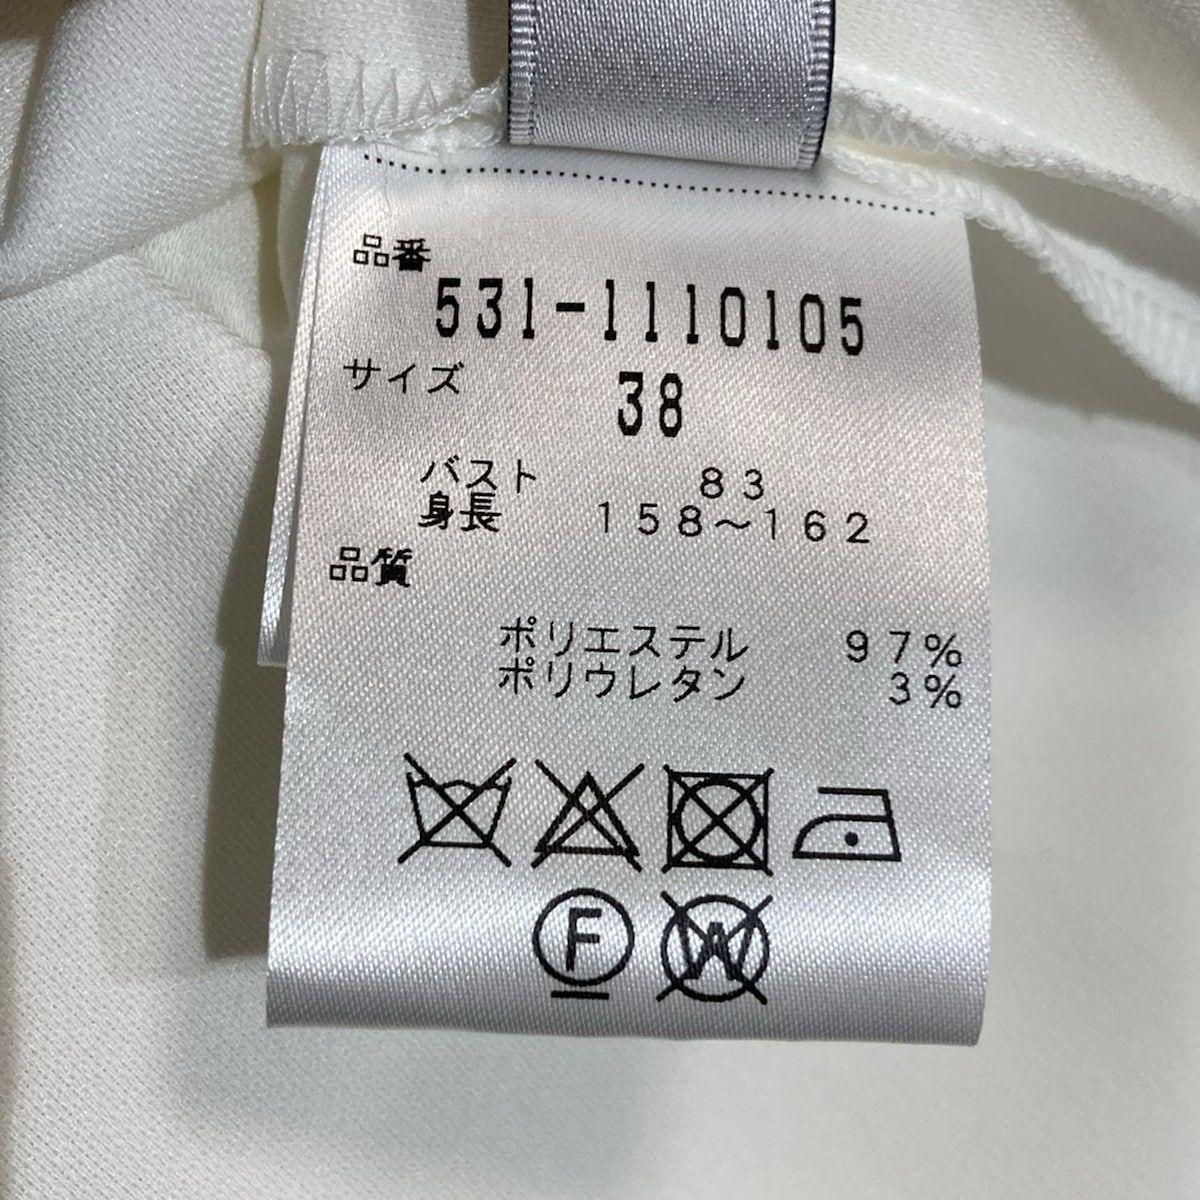 品番
531-1110105
サイズ 38
バスト 83
身長 158～162
品質
ポリエステル 97%
ポリウレタン 3%
F W